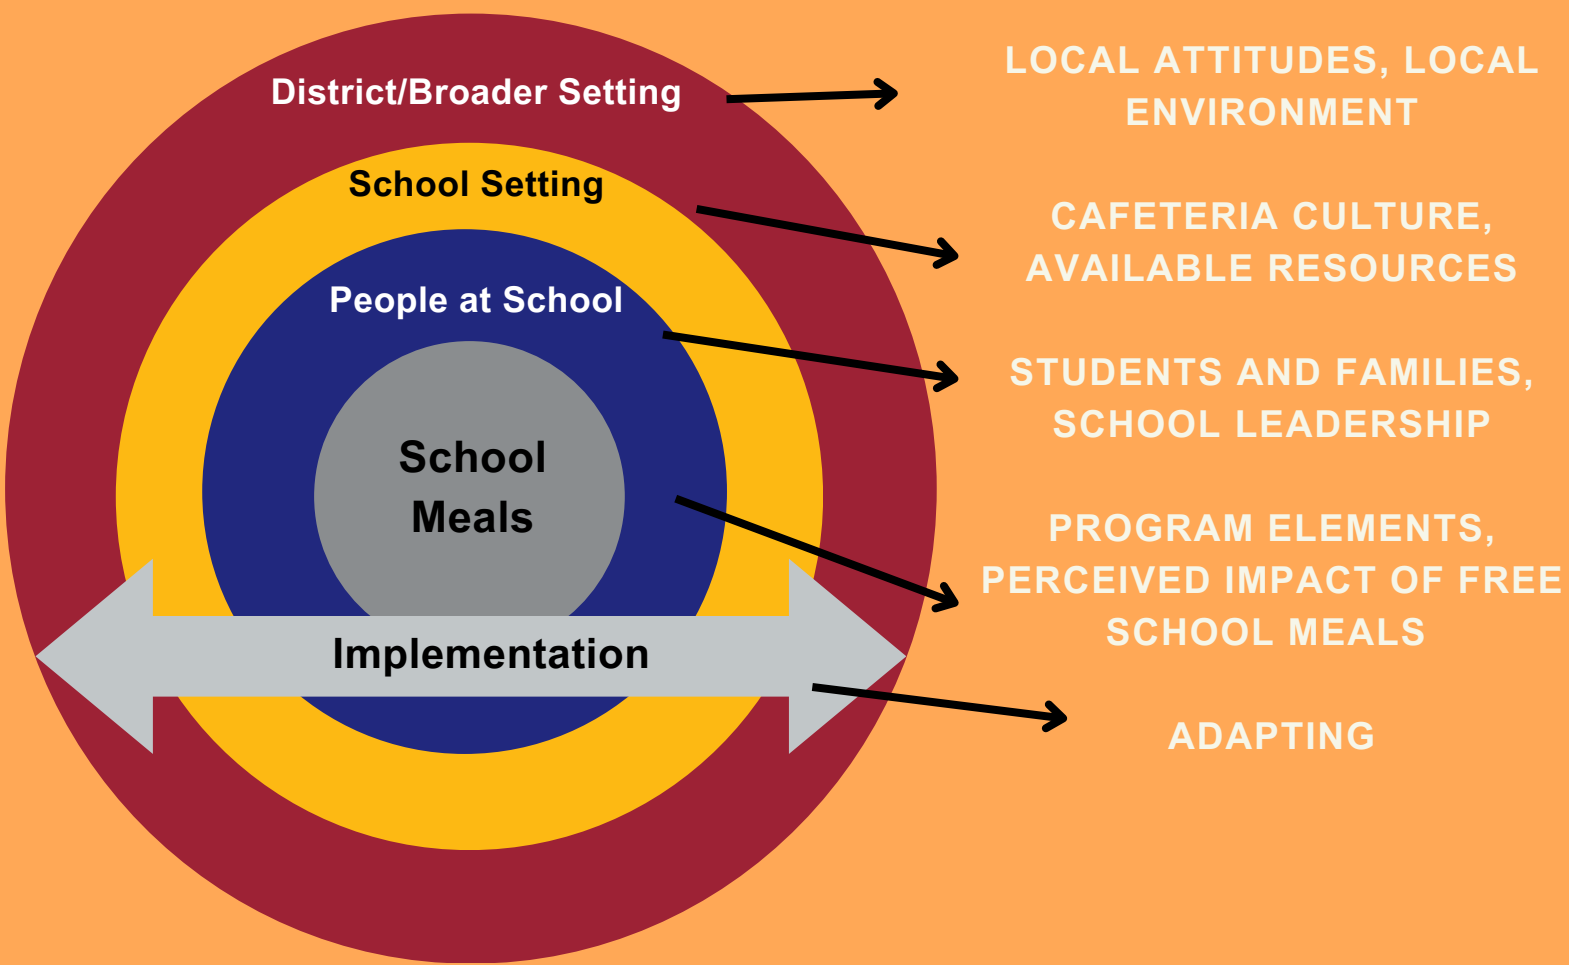 District/Broader Setting
School Setting
People at School
School
Meals
Implementation
LOCAL ATTITUDES, LOCAL
ENVIRONMENT
CAFETERIA CULTURE,
AVAILABLE RESOURCES
STUDENTS AND FAMILIES,
SCHOOL LEADERSHIP
PROGRAM ELEMENTS,
PERCEIVED IMPACT OF FREE
SCHOOL MEALS
ADAPTING